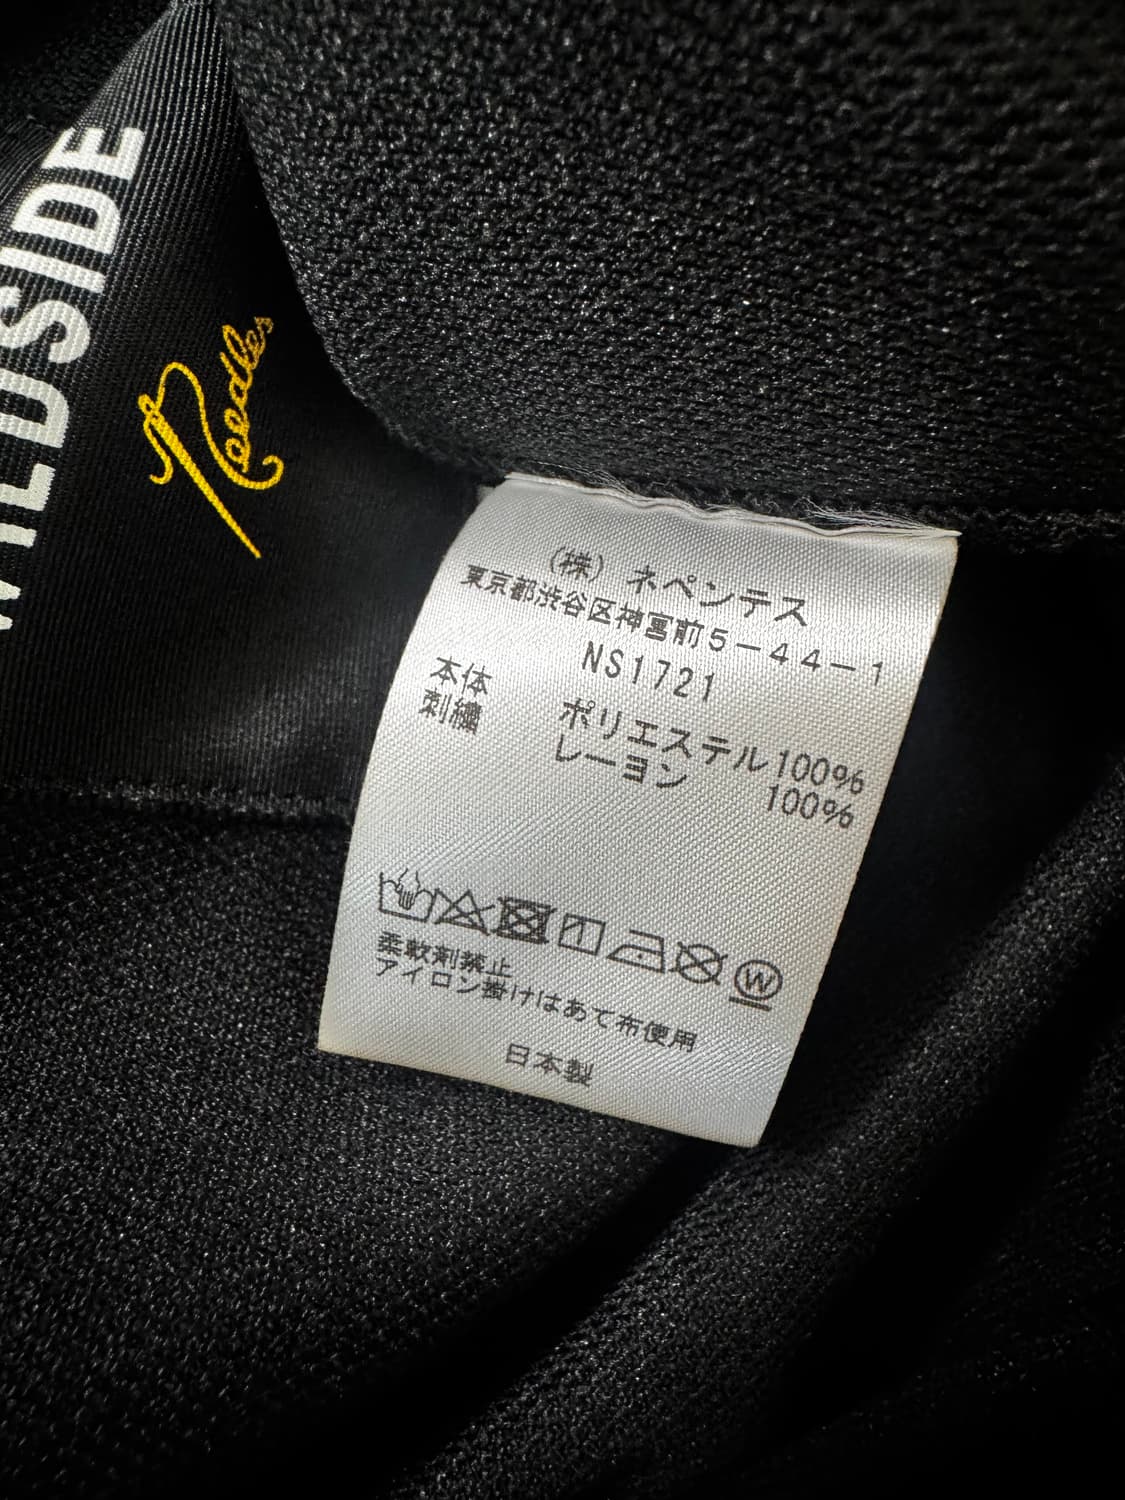 WILDSIDE
Needles
(株) ネペンテス
東京都渋谷区神宮前5-44-1
NS1721
本体 ポリエステル100%
刺繍 レーヨン 100%
W
柔軟剤禁止
アイロン掛けはあて布使用
日本製